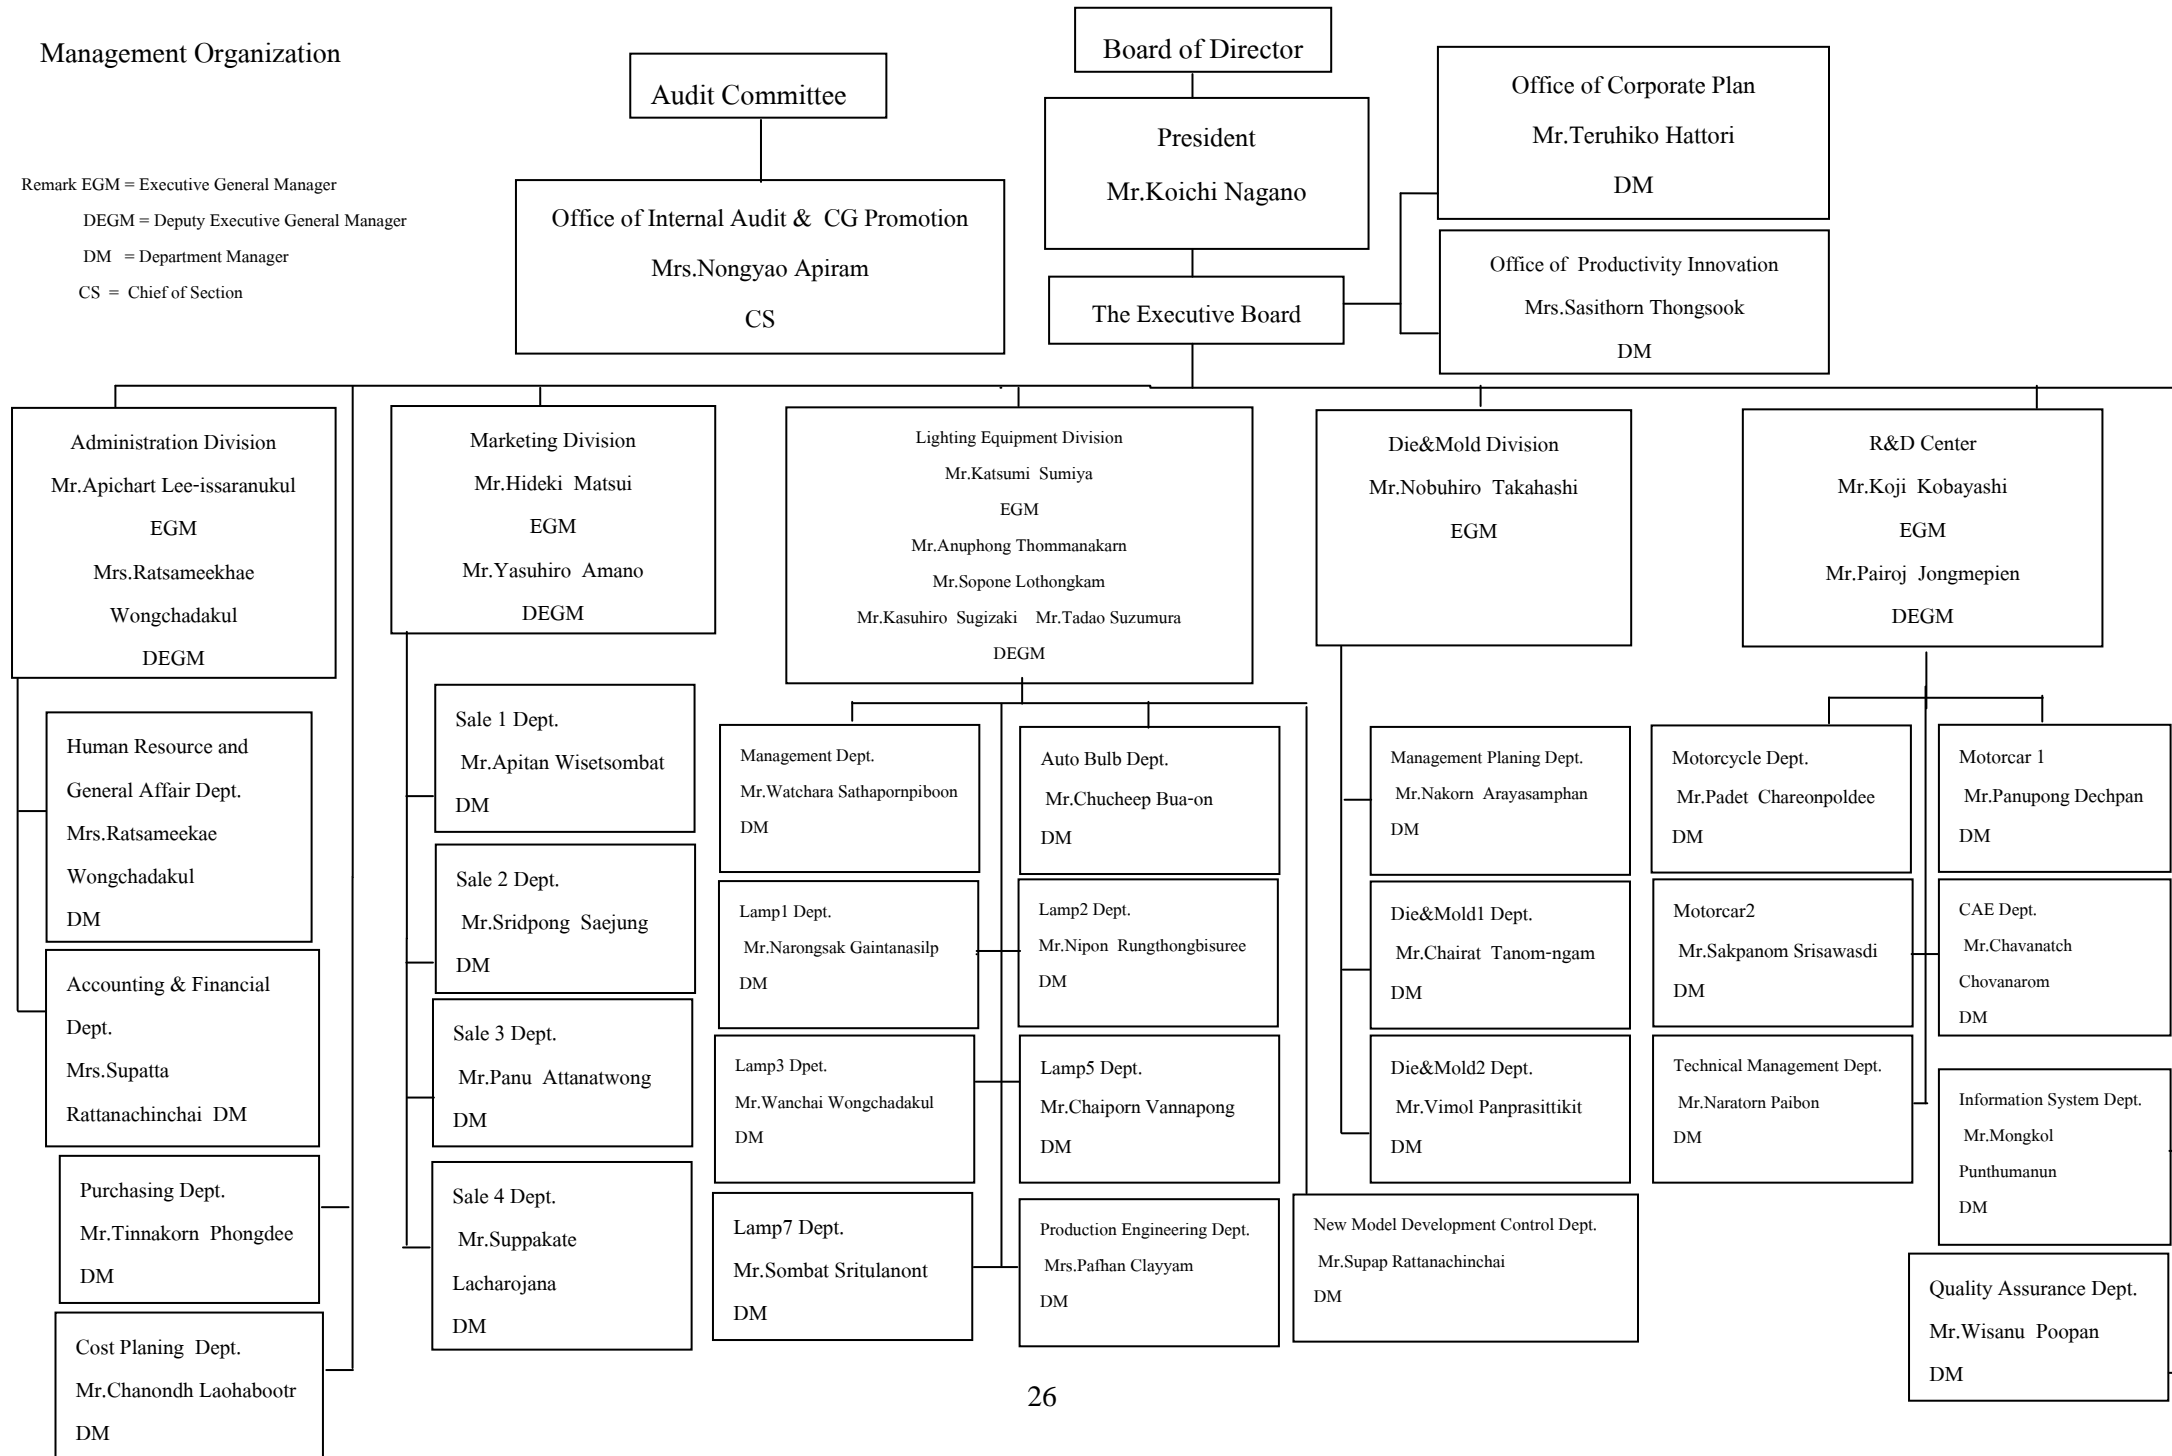 Management Organization
Board of Director
Audit Committee
President
Mr.Koichi Nagano
Office of Corporate Plan
Mr.Teruhiko Hattori
DM
Remark EGM = Executive General Manager
DEGM = Deputy Executive General Manager
DM = Department Manager
CS = Chief of Section
Office of Internal Audit & CG Promotion
Mrs.Nongyao Apiram
CS
The Executive Board
Office of Productivity Innovation
Mrs.Sasithorn Thongsook
DM
Administration Division
Mr.Apichart Lee-issaranukul
EGM
Mrs.Ratsameekhae
Wongchadakul
DEGM
Marketing Division
Mr.Hideki Matsui
EGM
Mr.Yasuhiro Amano
DEGM
Lighting Equipment Division
Mr.Katsumi Sumiya
EGM
Mr.Anuphong Thommanakarn
Mr.Sopone Lothongkam
Mr.Kasuhiro Sugizaki Mr.Tadao Suzumura
DEGM
Die&Mold Division
Mr.Nobuhiro Takahashi
EGM
R&D Center
Mr.Koji Kobayashi
EGM
Mr.Pairoj Jongmepien
DEGM
Human Resource and
General Affair Dept.
Mrs.Ratsameekae
Wongchadakul
DM
Accounting & Financial
Dept.
Mrs.Supatta
Rattanachinchai DM
Purchasing Dept.
Mr.Tinnakorn Phongdee
DM
Cost Planing Dept.
Mr.Chanondh Laohabootr
DM
Sale 1 Dept.
Mr.Apitan Wisetsombat
DM
Sale 2 Dept.
Mr.Sridpong Saejung
DM
Sale 3 Dept.
Mr.Panu Attanatwong
DM
Sale 4 Dept.
Mr.Suppakate
Lacharojana
DM
Management Dept.
Mr.Watchara Sathapornpiboon
DM
Auto Bulb Dept.
Mr.Chucheep Bua-on
DM
Lamp1 Dept.
Mr.Narongsak Gaintanasilp
DM
Lamp2 Dept.
Mr.Nipon Rungthongbisuree
DM
Lamp3 Dpet.
Mr.Wanchai Wongchadakul
DM
Lamp5 Dept.
Mr.Chaiporn Vannapong
DM
Lamp7 Dept.
Mr.Sombat Sritulanont
DM
Production Engineering Dept.
Mrs.Pafhan Clayyam
DM
New Model Development Control Dept.
Mr.Supap Rattanachinchai
DM
Management Planing Dept.
Mr.Nakorn Arayasamphan
DM
Die&Mold1 Dept.
Mr.Chairat Tanom-ngam
DM
Die&Mold2 Dept.
Mr.Vimol Panprasittikit
DM
Motorcycle Dept.
Mr.Padet Chareonpoldee
DM
Motorcar 1
Mr.Panupong Dechpan
DM
Motorcar2
Mr.Sakpanom Srisawasdi
DM
CAE Dept.
Mr.Chavanatch
Chovanarom
DM
Technical Management Dept.
Mr.Naratorn Paibon
DM
Information System Dept.
Mr.Mongkol
Punthumanun
DM
Quality Assurance Dept.
Mr.Wisanu Poopan
DM
26